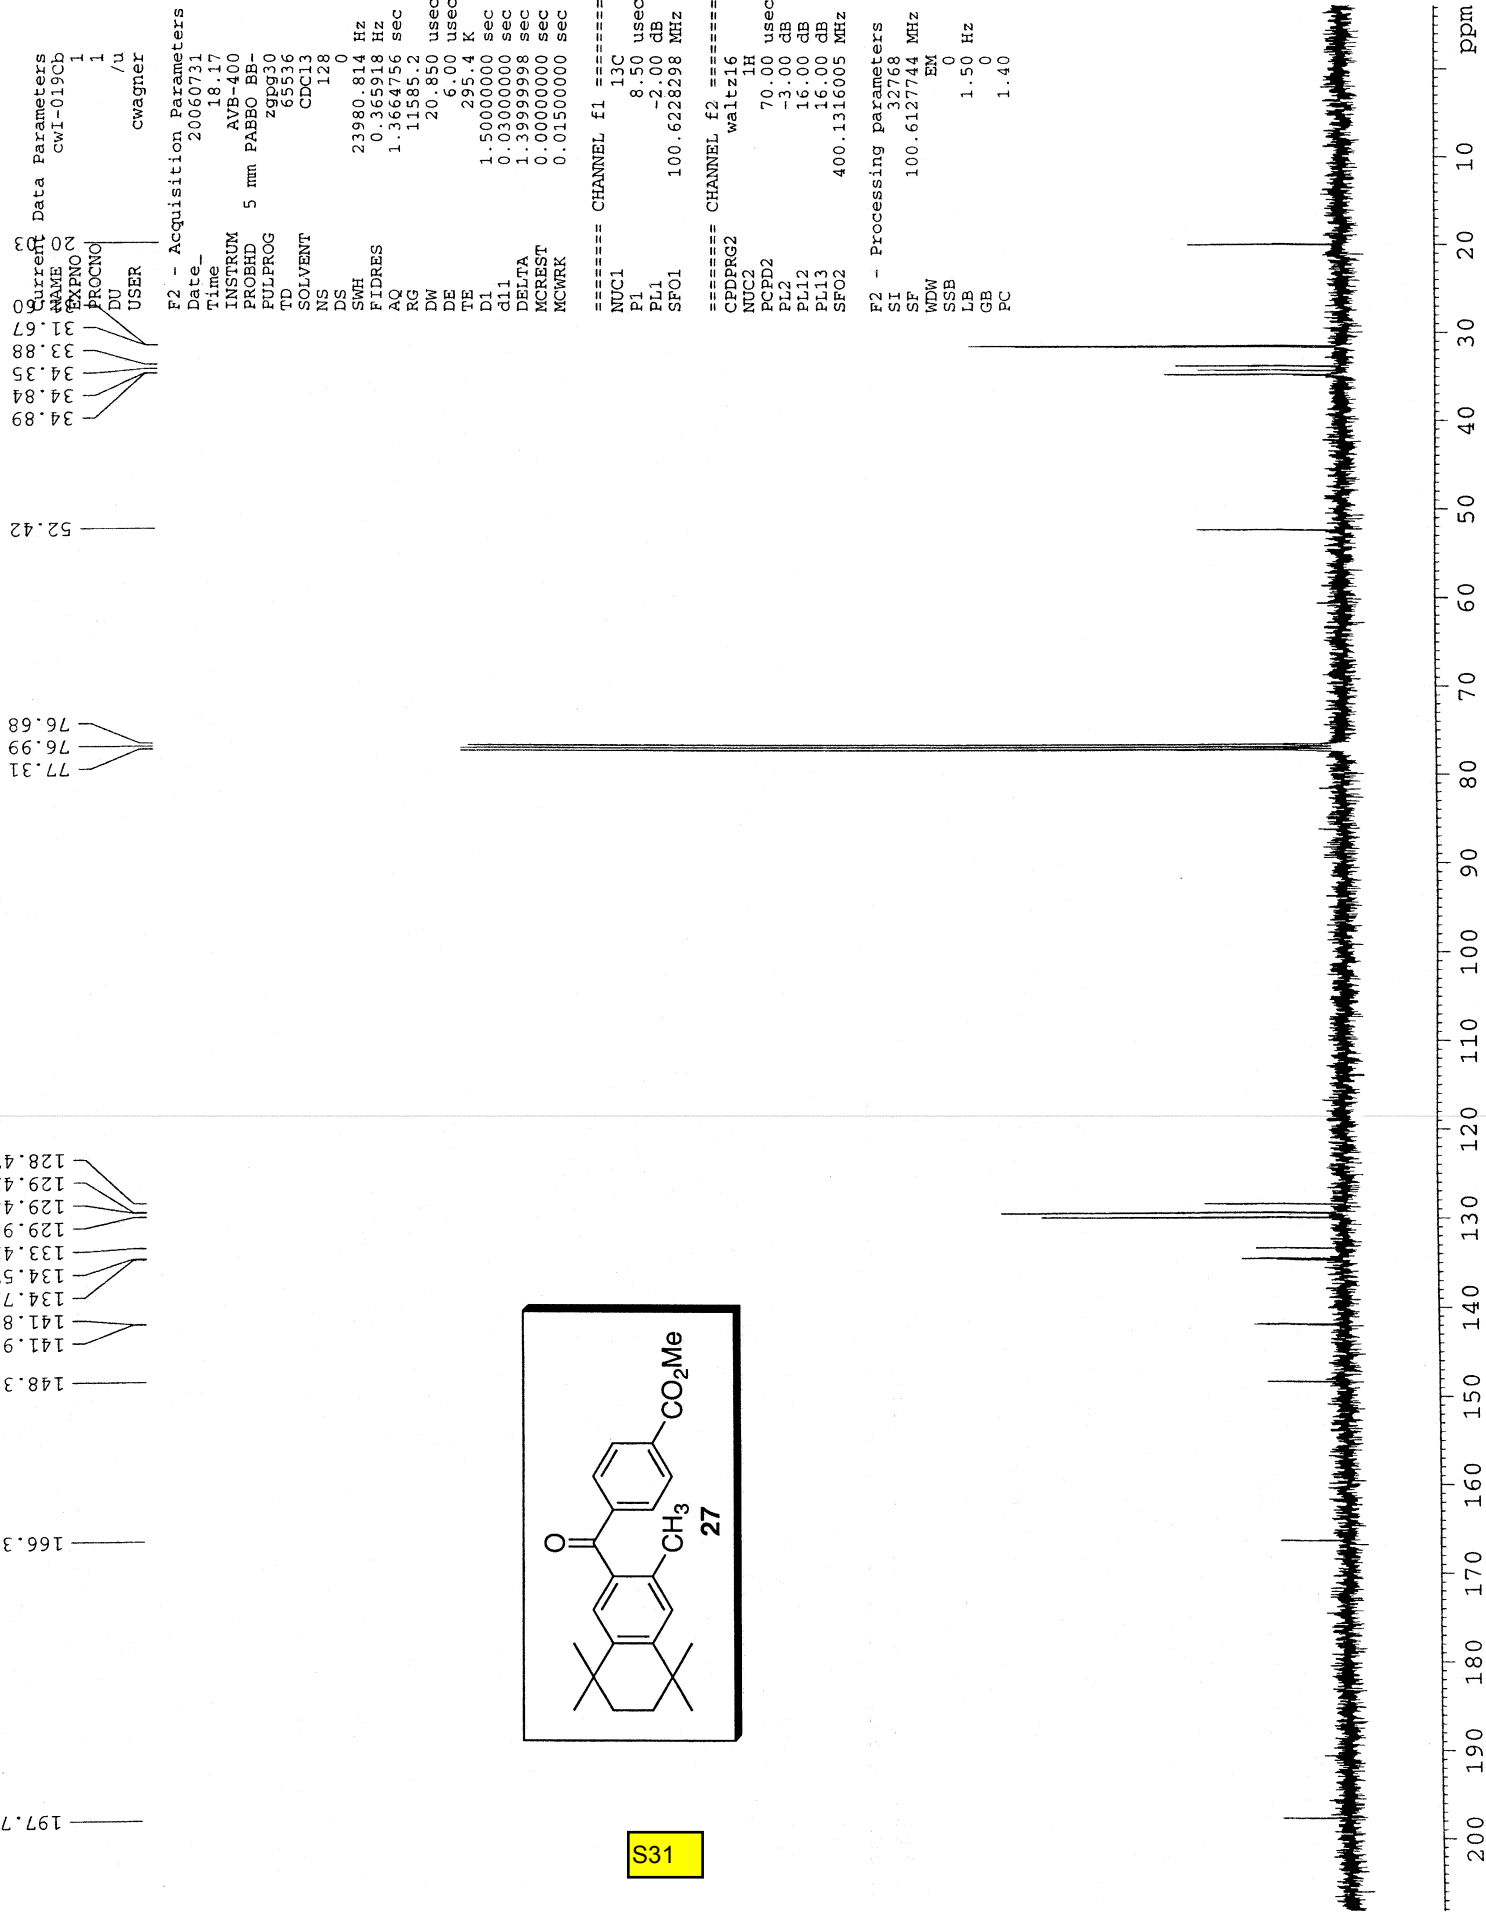 Current Data Parameters
NAME cwI-019Cb
EXPNO 1
PROCNO 1
DU /u
USER cwagner
F2 - Acquisition Parameters
Date_ 20060731
Time 18.17
INSTRUM AVB-400
PROBHD 5 mm PABBO BB-
PULPROG zgpg30
TD 65536
SOLVENT CDCl3
NS 128
DS 0
SWH 23980.814 Hz
FIDRES 0.365918 Hz
AQ 1.3664756 sec
RG 11585.2
DW 20.850 usec
DE 6.00 usec
TE 295.4 K
D1 1.50000000 sec
d11 0.03000000 sec
DELTA 1.39999998 sec
MCREST 0.00000000 sec
MCWRK 0.01500000 sec
======== CHANNEL f1 ========
NUC1 13C
P1 8.50 usec
PL1 -2.00 dB
SFO1 100.6228298 MHz
======== CHANNEL f2 ========
CPDPRG2 waltz16
NUC2 1H
PCPD2 70.00 usec
PL2 -3.00 dB
PL12 16.00 dB
PL13 16.00 dB
SFO2 400.1316005 MHz
F2 - Processing parameters
SI 32768
SF 100.6127744 MHz
WDW EM
SSB 0
LB 1.50 Hz
GB 0
PC 1.40
197.7
166.3
148.3
141.9
141.8
134.7
134.5
133.4
129.9
129.4
129.4
128.4
77.31
76.99
76.68
52.42
34.89
34.84
34.35
33.88
31.67
20.03
O
CH3
CO2Me
27
S31
200 190 180 170 160 150 140 130 120 110 100 90 80 70 60 50 40 30 20 10 ppm